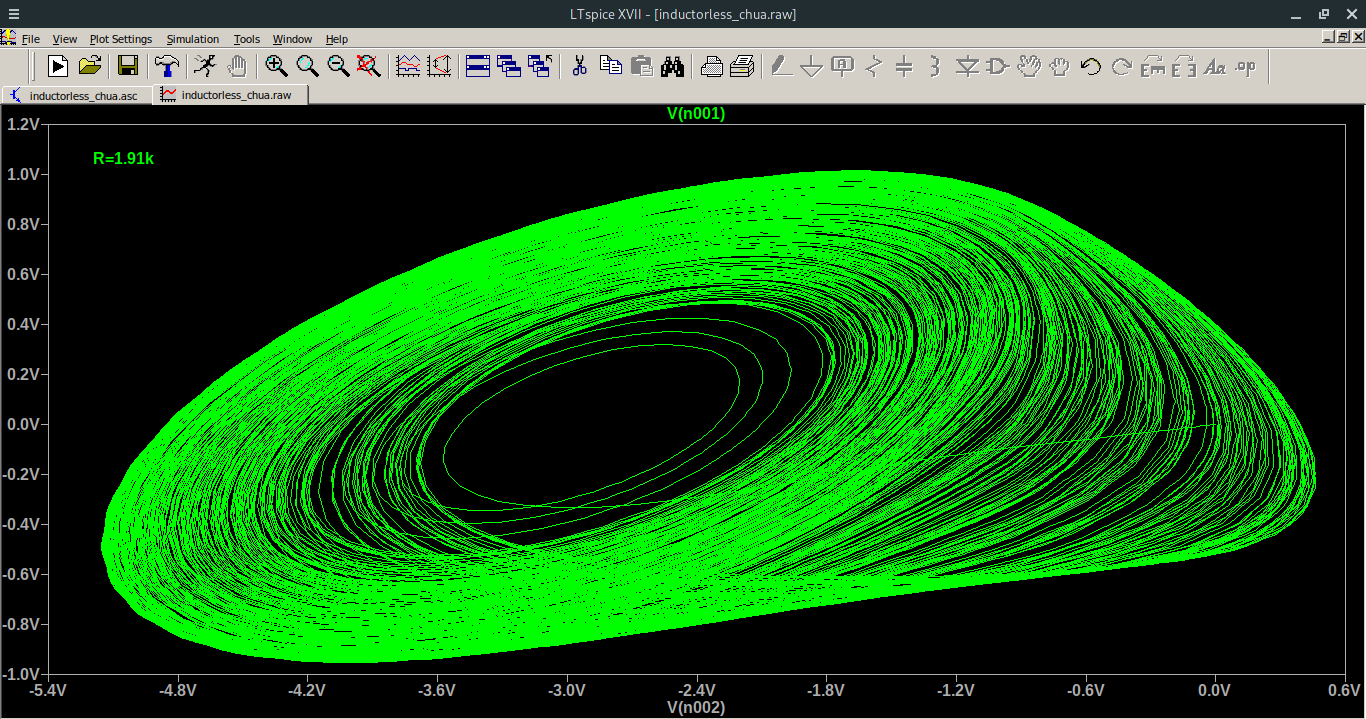 LTspice XVII - [inductorless_chua.raw]
File View Plot Settings Simulation Tools Window Help
Aa .op
inductorless_chua.asc inductorless_chua.raw
V(n001)
1.2V
R=1.91k
1.0V
0.8V
0.6V
0.4V
0.2V
0.0V
-0.2V
-0.4V
-0.6V
-0.8V
-1.0V
-5.4V -4.8V -4.2V -3.6V -3.0V -2.4V -1.8V -1.2V -0.6V 0.0V 0.6V
V(n002)